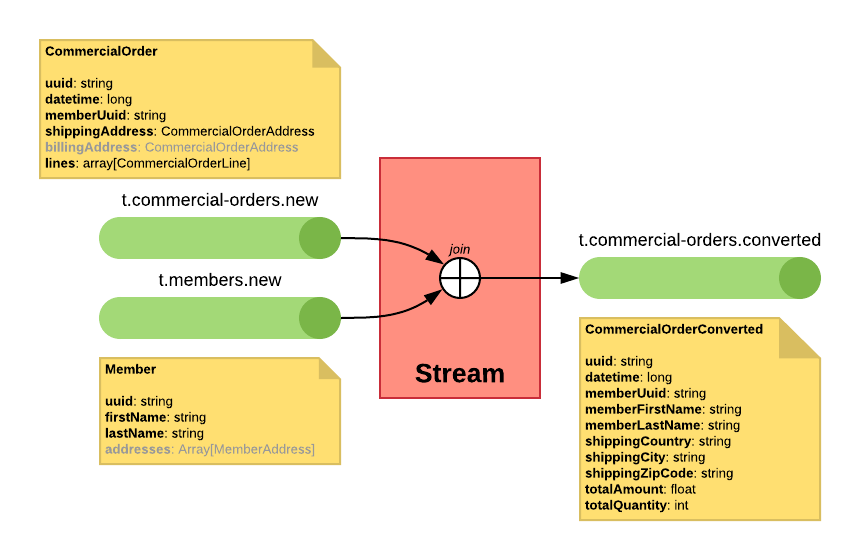 CommercialOrder
uuid: string
datetime: long
memberUuid: string
shippingAddress: CommercialOrderAddress
billingAddress: CommercialOrderAddress
lines: array[CommercialOrderLine]
t.commercial-orders.new
t.members.new
Member
uuid: string
firstName: string
lastName: string
addresses: Array[MemberAddress]
join
Stream
t.commercial-orders.converted
CommercialOrderConverted
uuid: string
datetime: long
memberUuid: string
memberFirstName: string
memberLastName: string
shippingCountry: string
shippingCity: string
shippingZipCode: string
totalAmount: float
totalQuantity: int